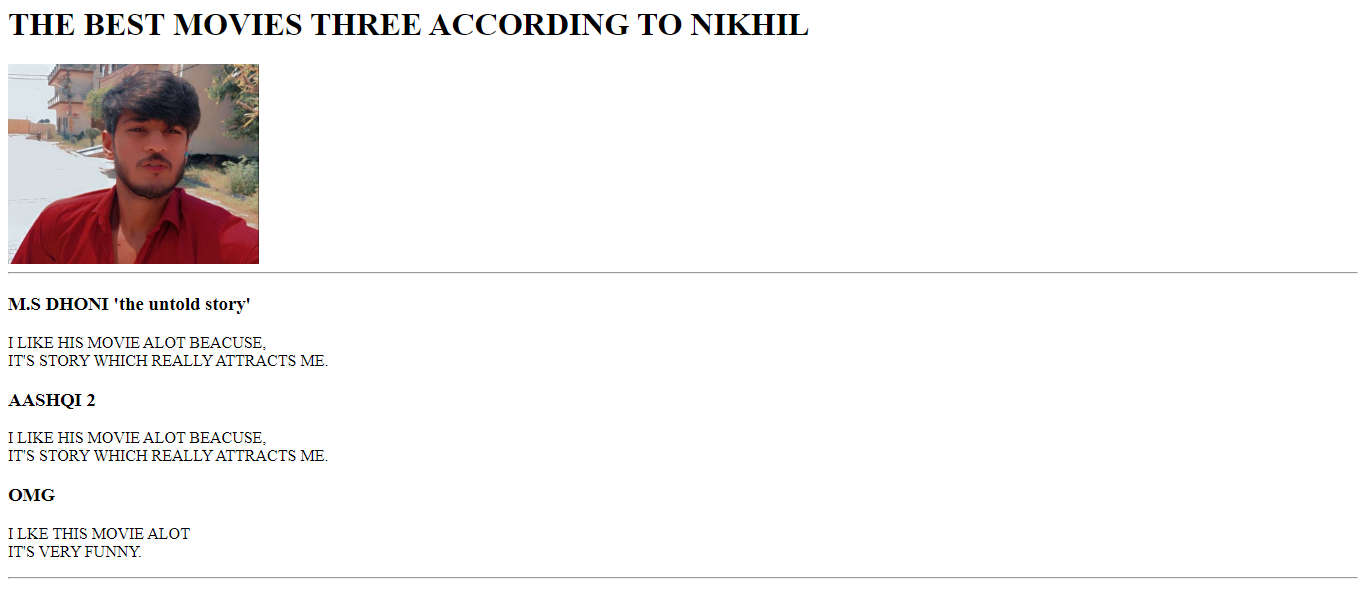 THE BEST MOVIES THREE ACCORDING TO NIKHIL
M.S DHONI 'the untold story'
I LIKE HIS MOVIE ALOT BEACUSE,
IT'S STORY WHICH REALLY ATTRACTS ME.
AASHQI 2
I LIKE HIS MOVIE ALOT BEACUSE,
IT'S STORY WHICH REALLY ATTRACTS ME.
OMG
I LKE THIS MOVIE ALOT
IT'S VERY FUNNY.